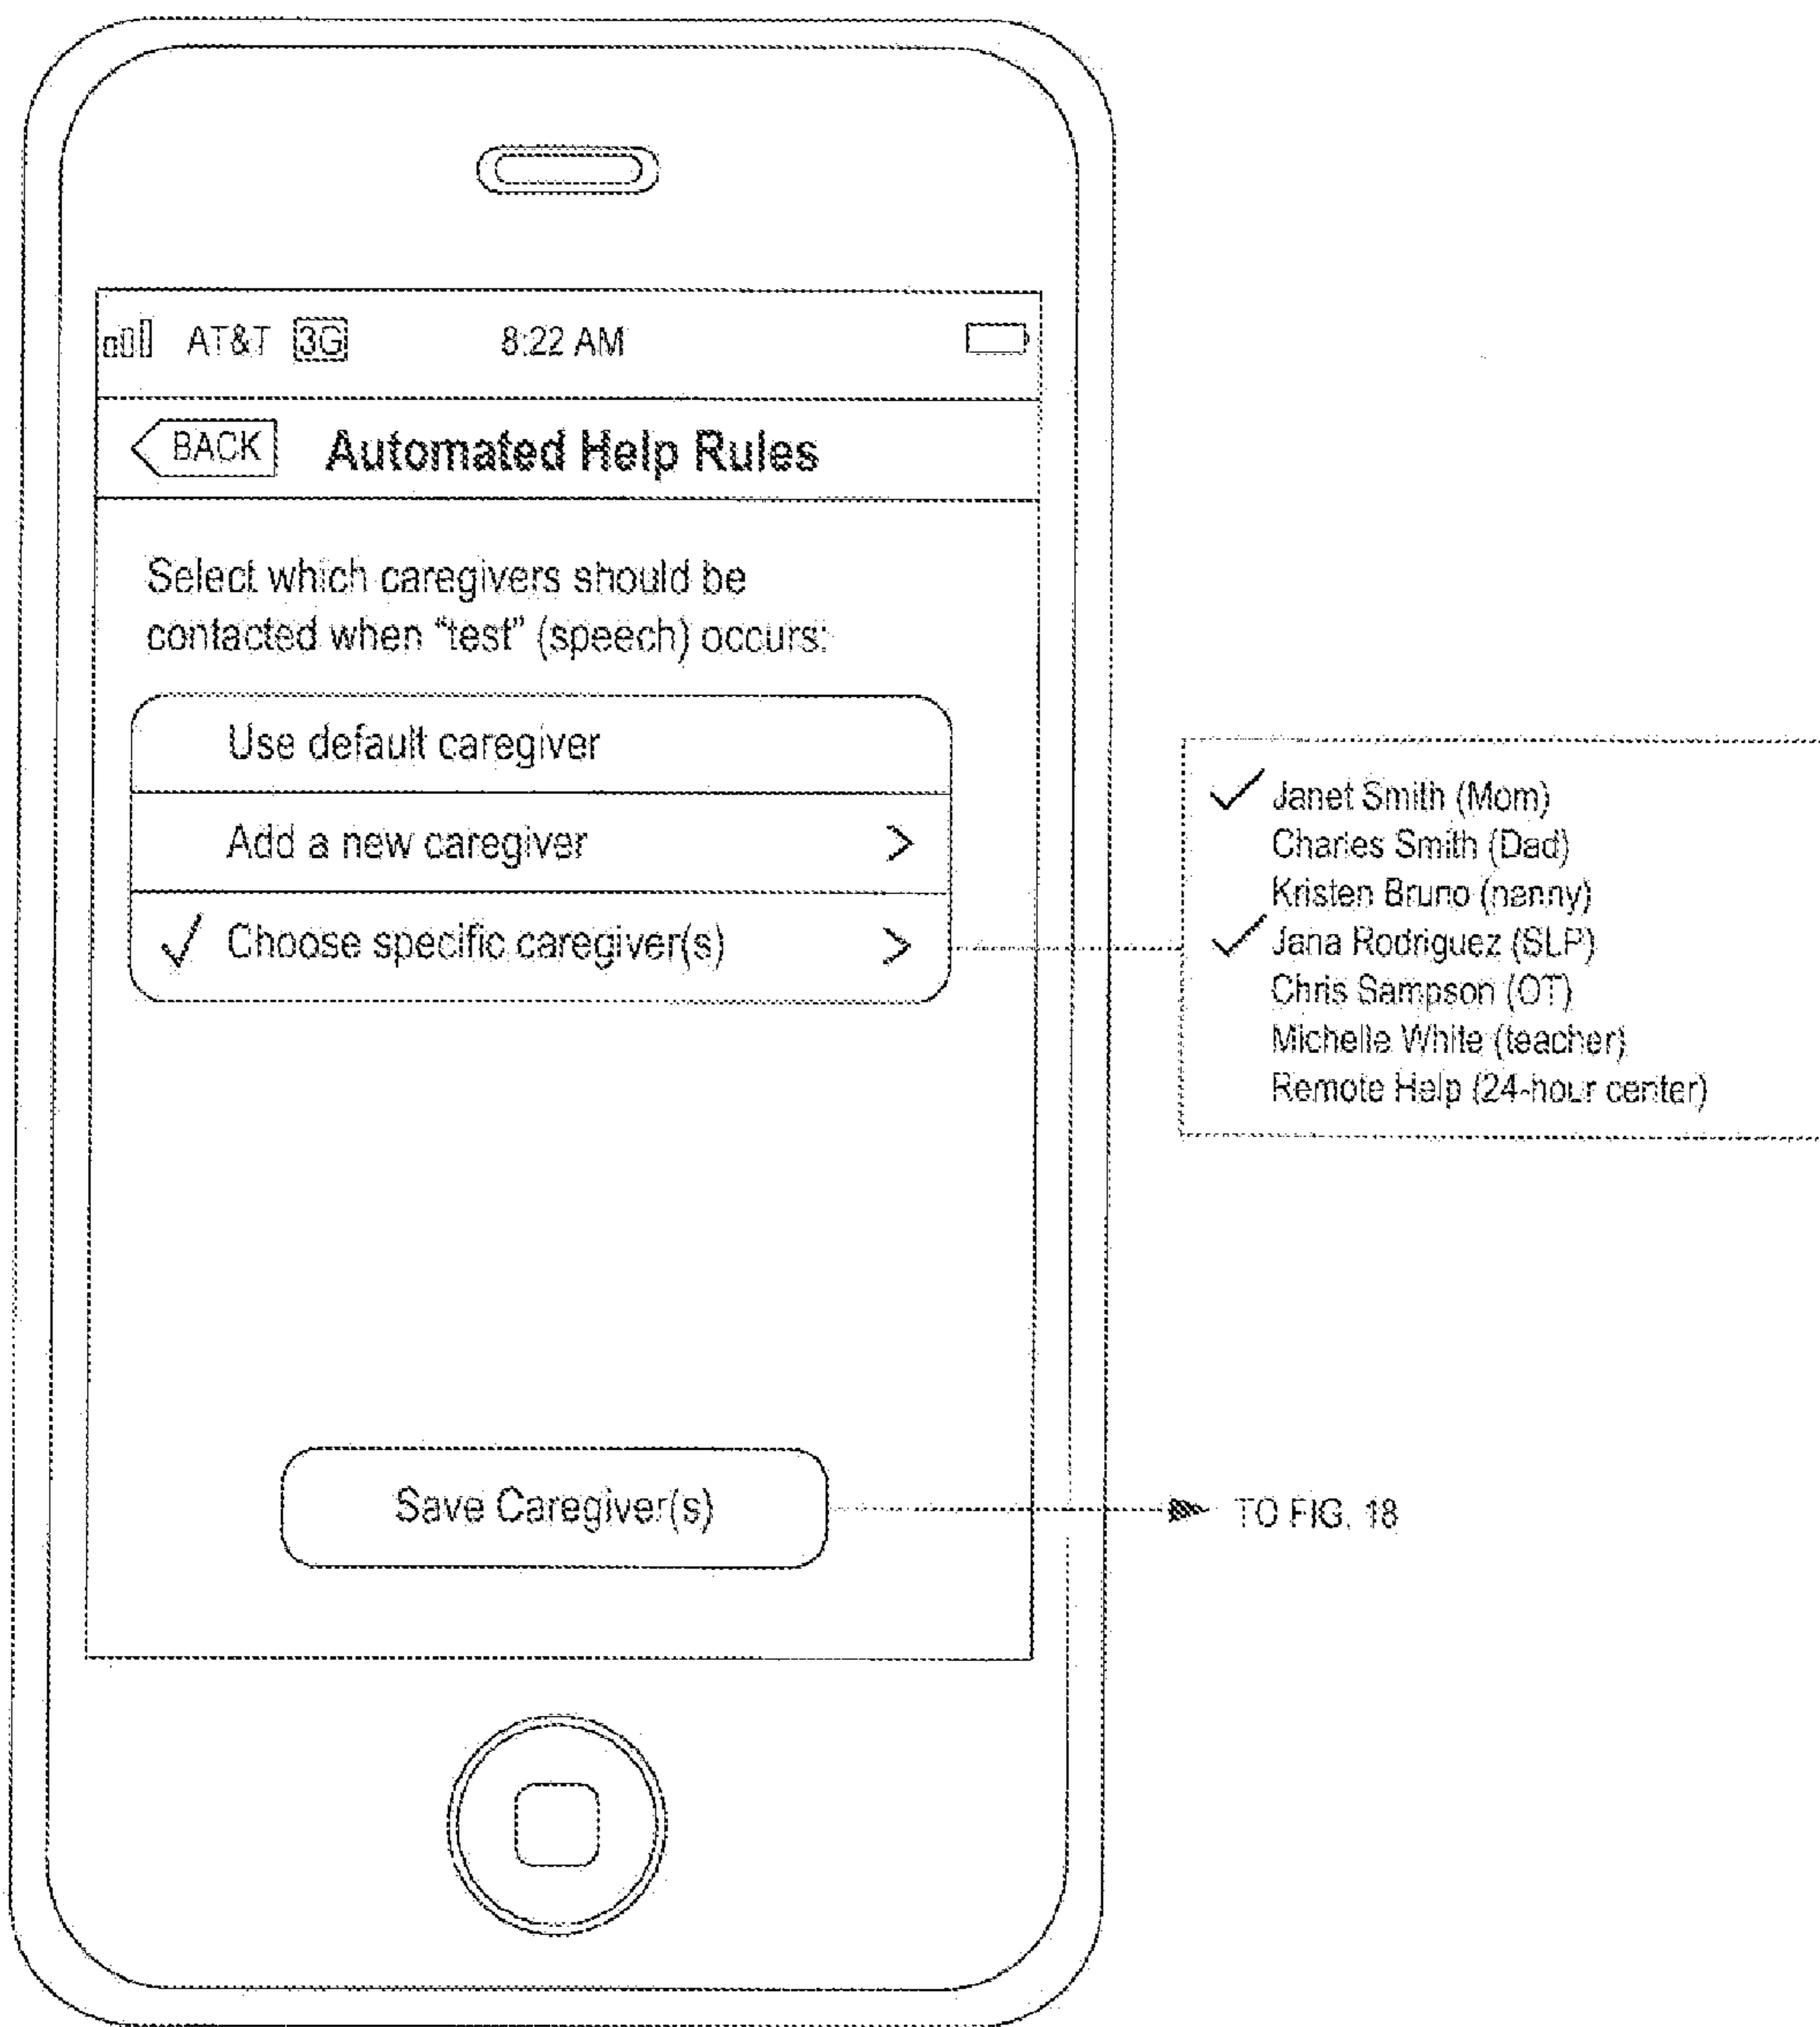 AT&T 3G 8:22 AM
BACK Automated Help Rules
Select which caregivers should be
contacted when “test” (speech) occurs:
Use default caregiver
Add a new caregiver >
✓ Choose specific caregiver(s) >
✓ Janet Smith (Mom)
Charles Smith (Dad)
Kristen Bruno (nanny)
✓ Jana Rodriguez (SLP)
Chris Sampson (OT)
Michelle White (teacher)
Remote Help (24-hour center)
Save Caregiver(s)
TO FIG. 18